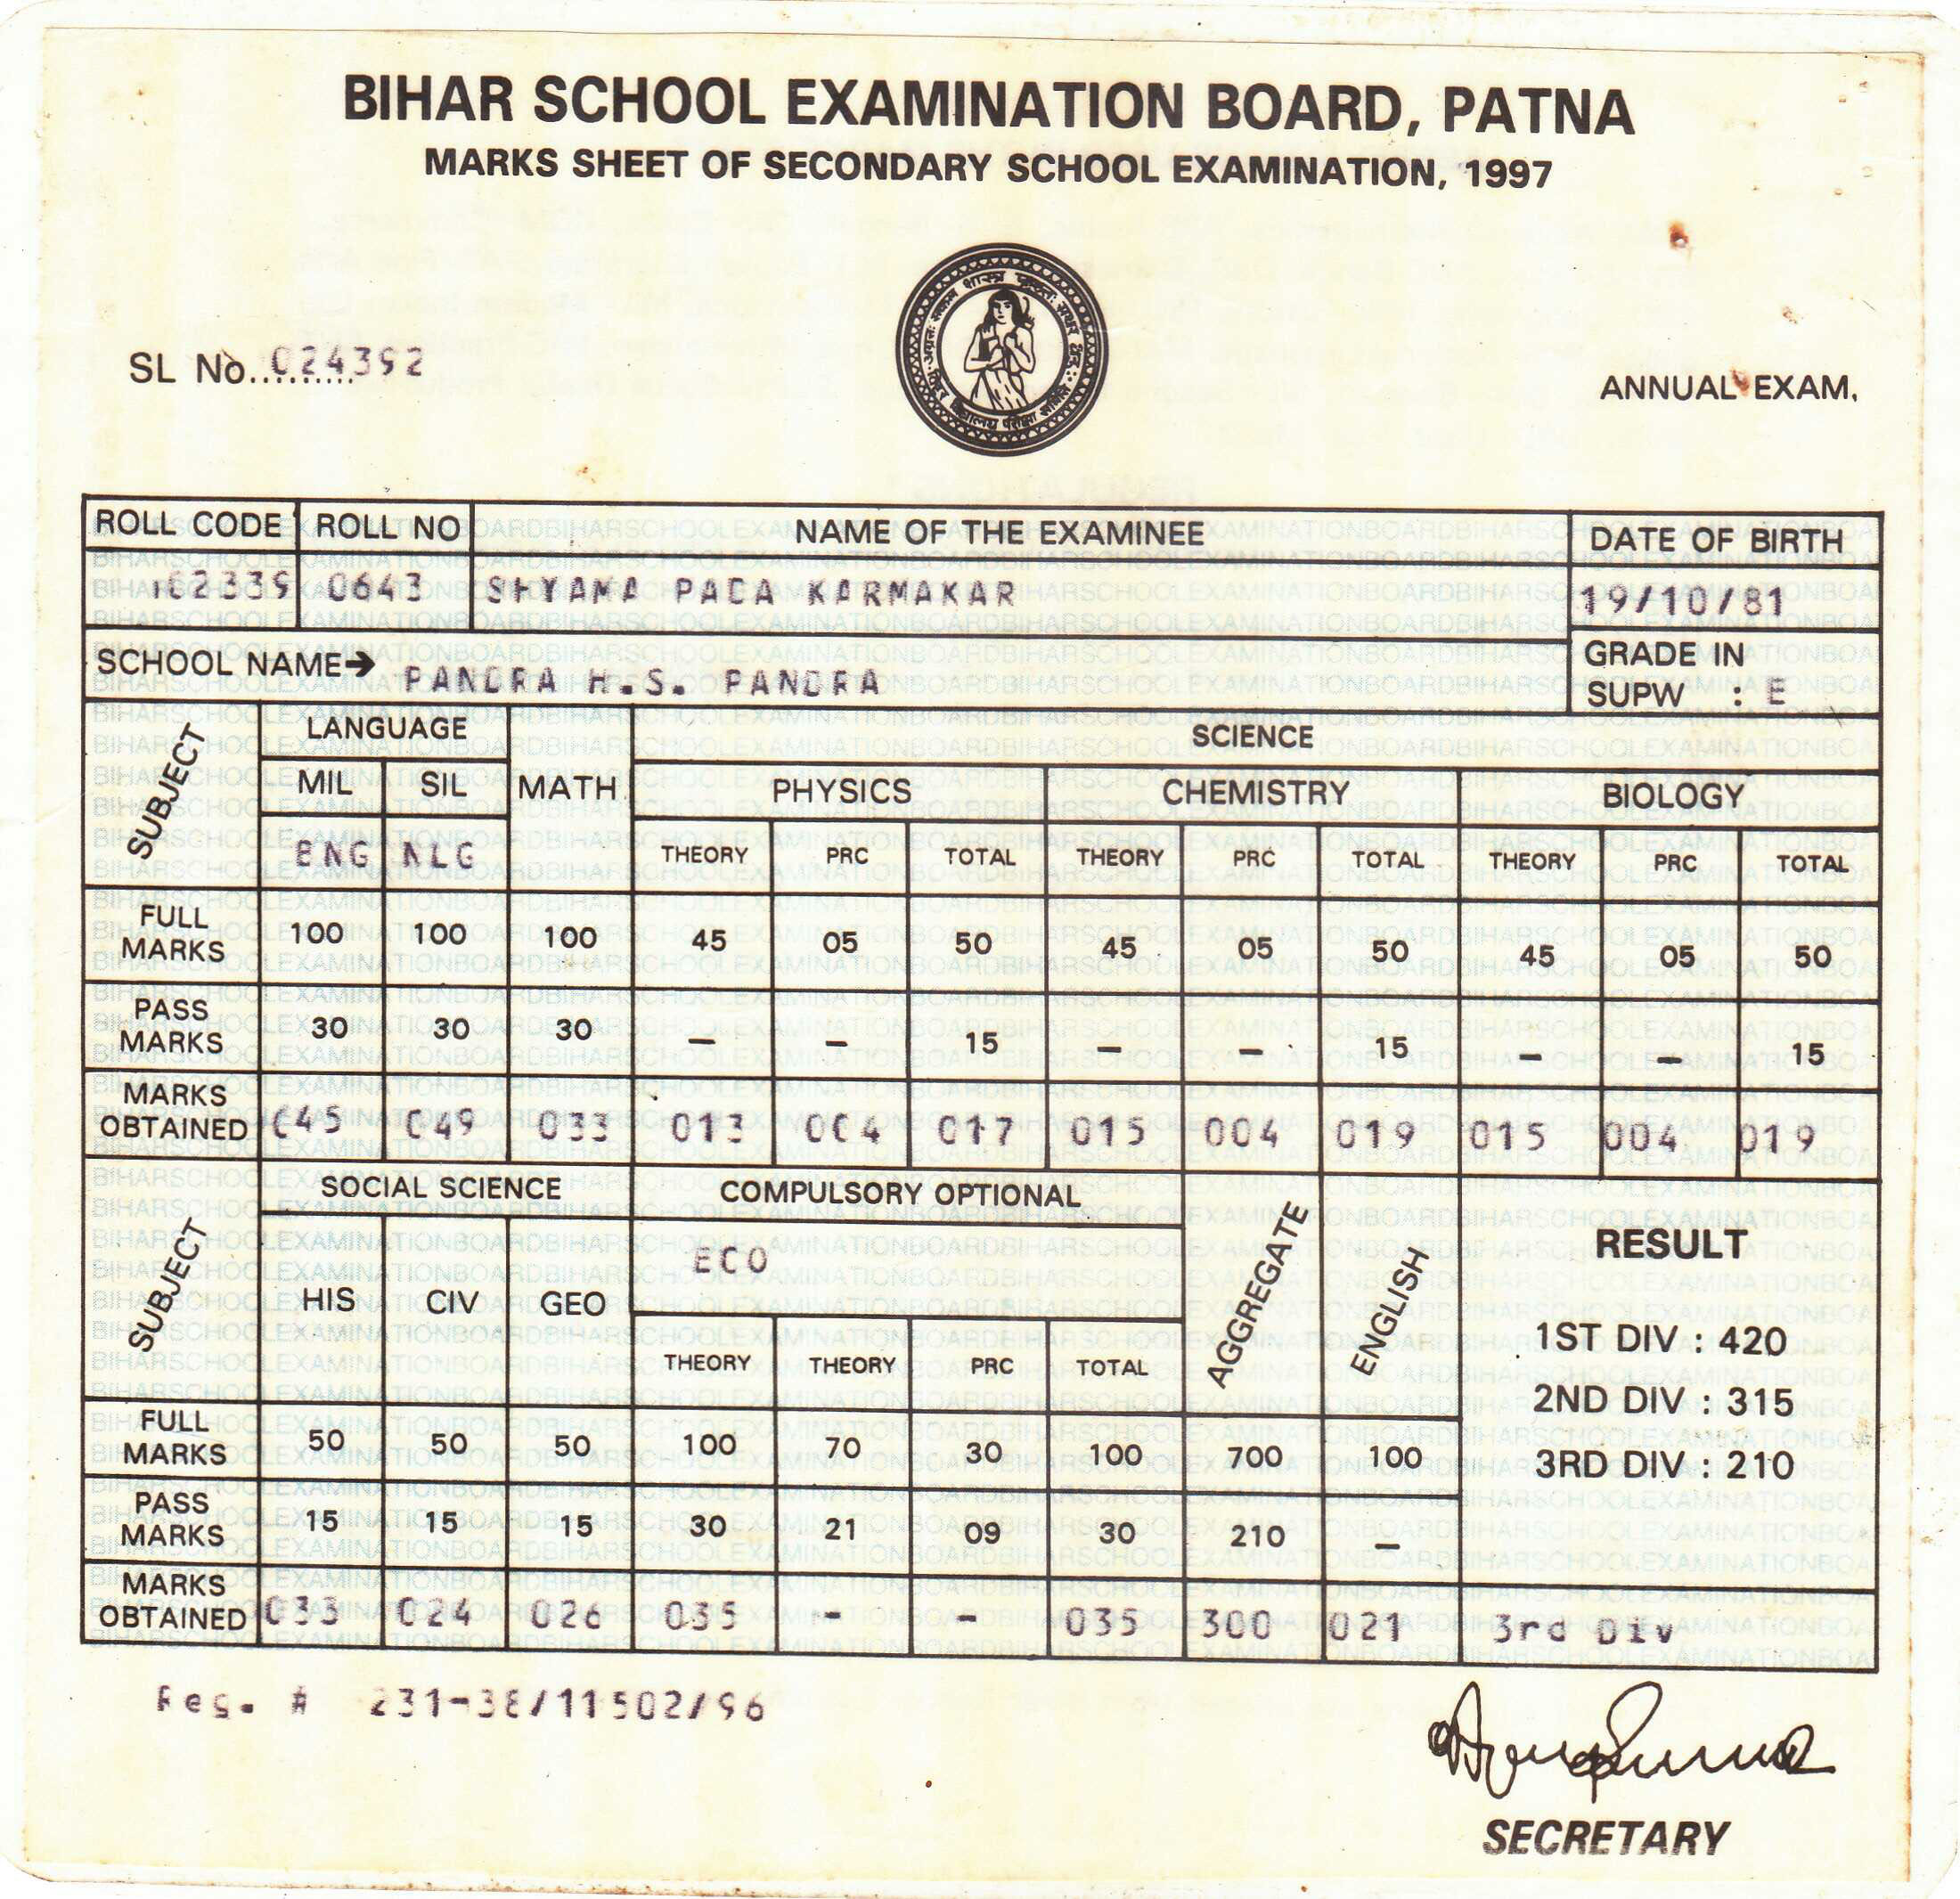 BIHAR SCHOOL EXAMINATION BOARD, PATNA
MARKS SHEET OF SECONDARY SCHOOL EXAMINATION, 1997
SL No..........024392
ANNUAL EXAM,
ROLL CODE ROLL NO NAME OF THE EXAMINEE DATE OF BIRTH
0643 SHYAMA PADA KARMAKAR 19/10/81
SCHOOL NAME→ PANDRA H.S. PANDRA GRADE IN
SUPW : E
SUBJECT LANGUAGE MATH. SCIENCE
MIL SIL PHYSICS CHEMISTRY BIOLOGY
BNG NLG THEORY PRC TOTAL THEORY PRC TOTAL THEORY PRC TOTAL
FULL MARKS 100 100 100 45 05 50 45 05 50 45 05 50
PASS MARKS 30 30 30 – – 15 – – 15 – – 15
MARKS OBTAINED 045 049 033 013 004 017 015 004 019 015 004 019
SUBJECT SOCIAL SCIENCE COMPULSORY OPTIONAL AGGREGATE ENGLISH RESULT
ECO
HIS CIV GEO
1ST DIV : 420
THEORY THEORY PRC TOTAL
2ND DIV : 315
FULL MARKS 50 50 50 100 70 30 100 700 100 3RD DIV : 210
PASS MARKS 15 15 15 30 21 09 30 210 –
MARKS OBTAINED 024 026 035 -- - 035 300 3rd Div
Reg. # 231-38/11502/96
SECRETARY